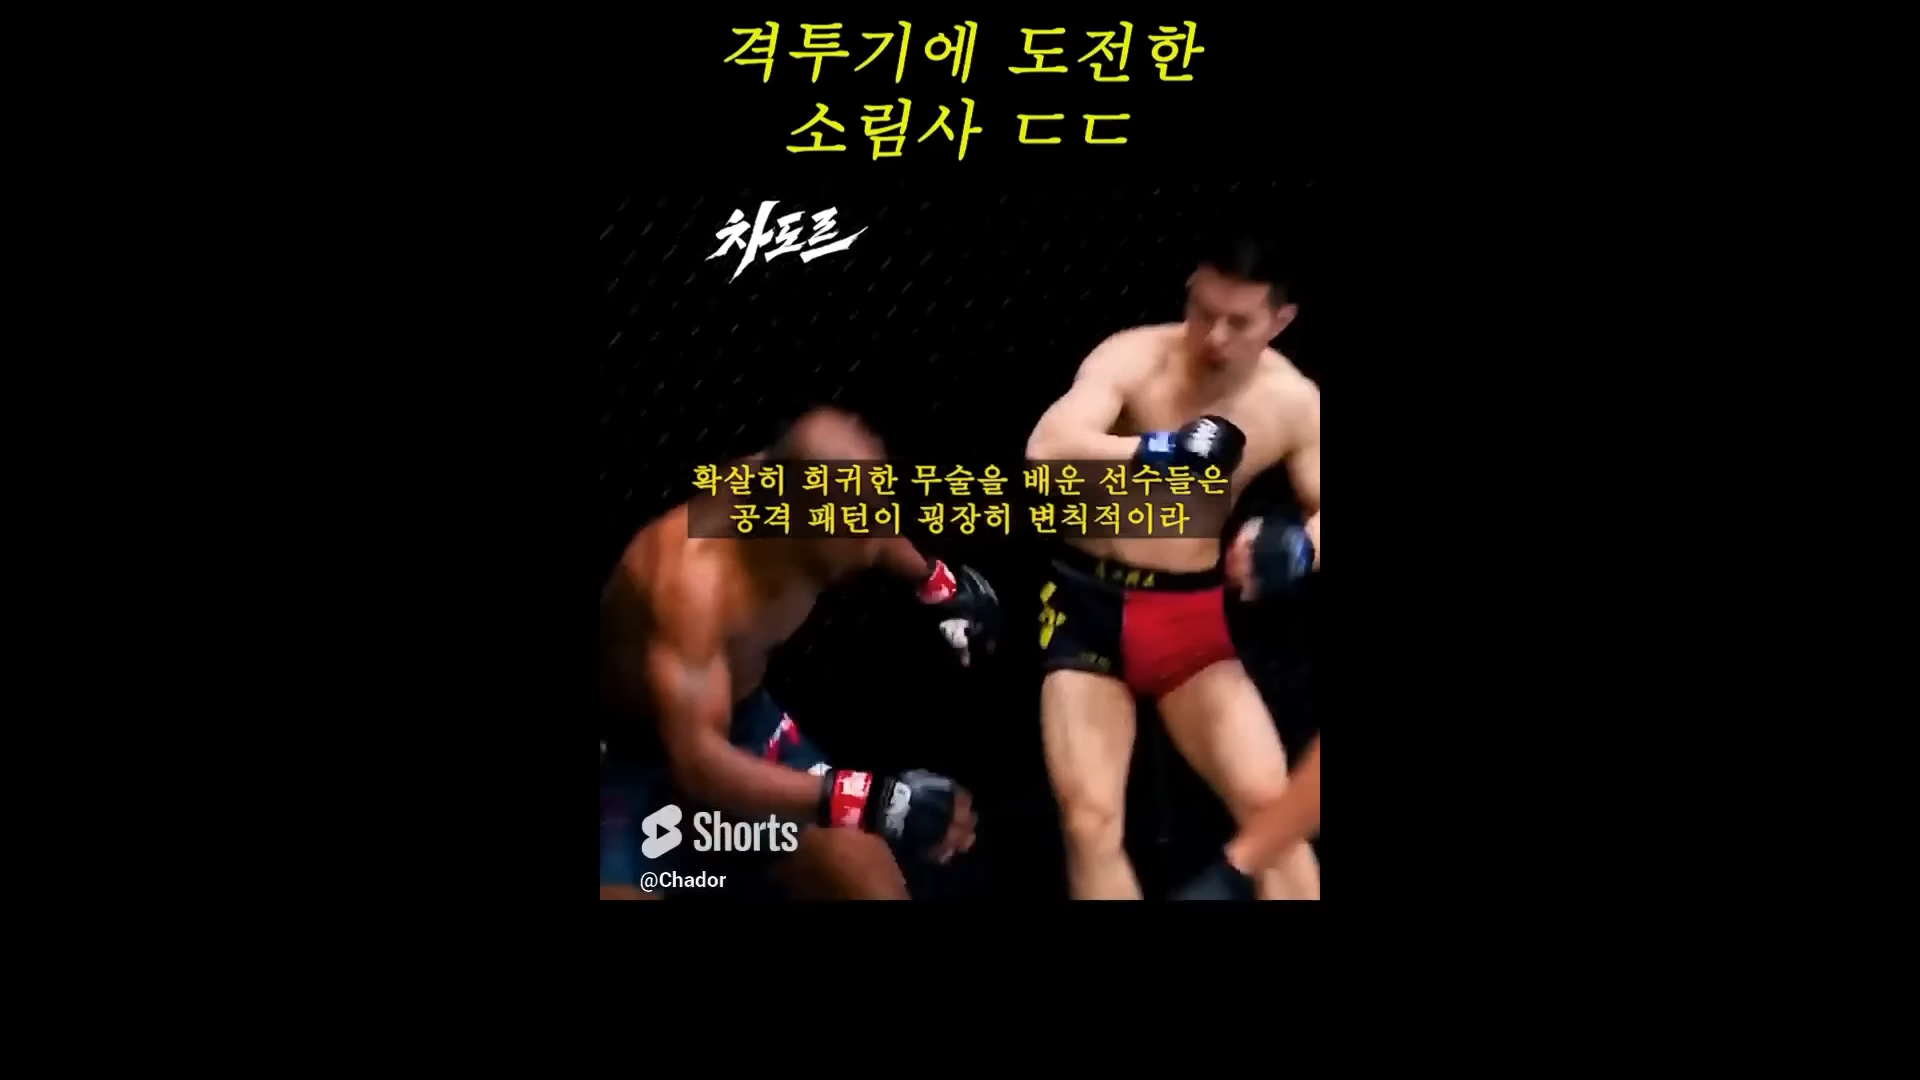 격투기에 도전한
소림사 ㄷㄷ
차도르
확살히 희귀한 무술을 배운 선수들은
공격 패턴이 굉장히 변칙적이라
Shorts
@Chador